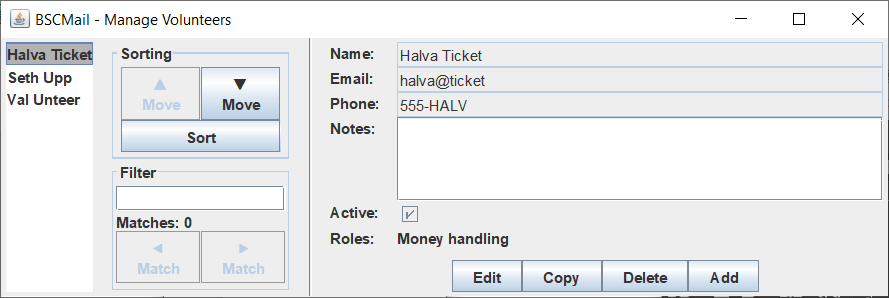 BSCMail - Manage Volunteers
Halva Ticket
Seth Upp
Val Unteer
Sorting
▲ Move
▼ Move
Sort
Filter
Matches: 0
◄ Match
► Match
Name: Halva Ticket
Email: halva@ticket
Phone: 555-HALV
Notes:
Active:
Roles: Money handling
Edit Copy Delete Add